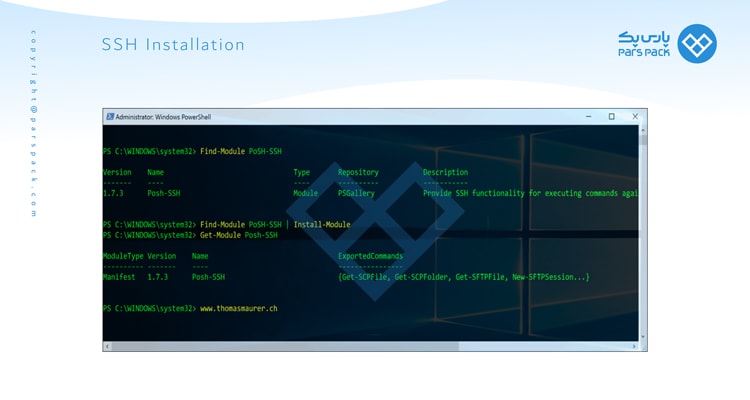 SSH Installation
پارس پک
Pars Pack
copyright@parspack.com
Administrator: Windows PowerShell
PS C:\WINDOWS\system32> Find-Module PoSH-SSH
Version Name Type Repository Description
------- ---- ---- ---------- -----------
1.7.3 Posh-SSH Module PSGallery Provide SSH functionality for executing commands agai
PS C:\WINDOWS\system32> Find-Module PoSH-SSH | Install-Module
PS C:\WINDOWS\system32> Get-Module Posh-SSH
ModuleType Version Name ExportedCommands
---------- ------- ---- ----------------
Manifest 1.7.3 Posh-SSH {Get-SCPFile, Get-SCPFolder, Get-SFTPFile, New-SFTPSession...}
PS C:\WINDOWS\system32> www.thomasmaurer.ch